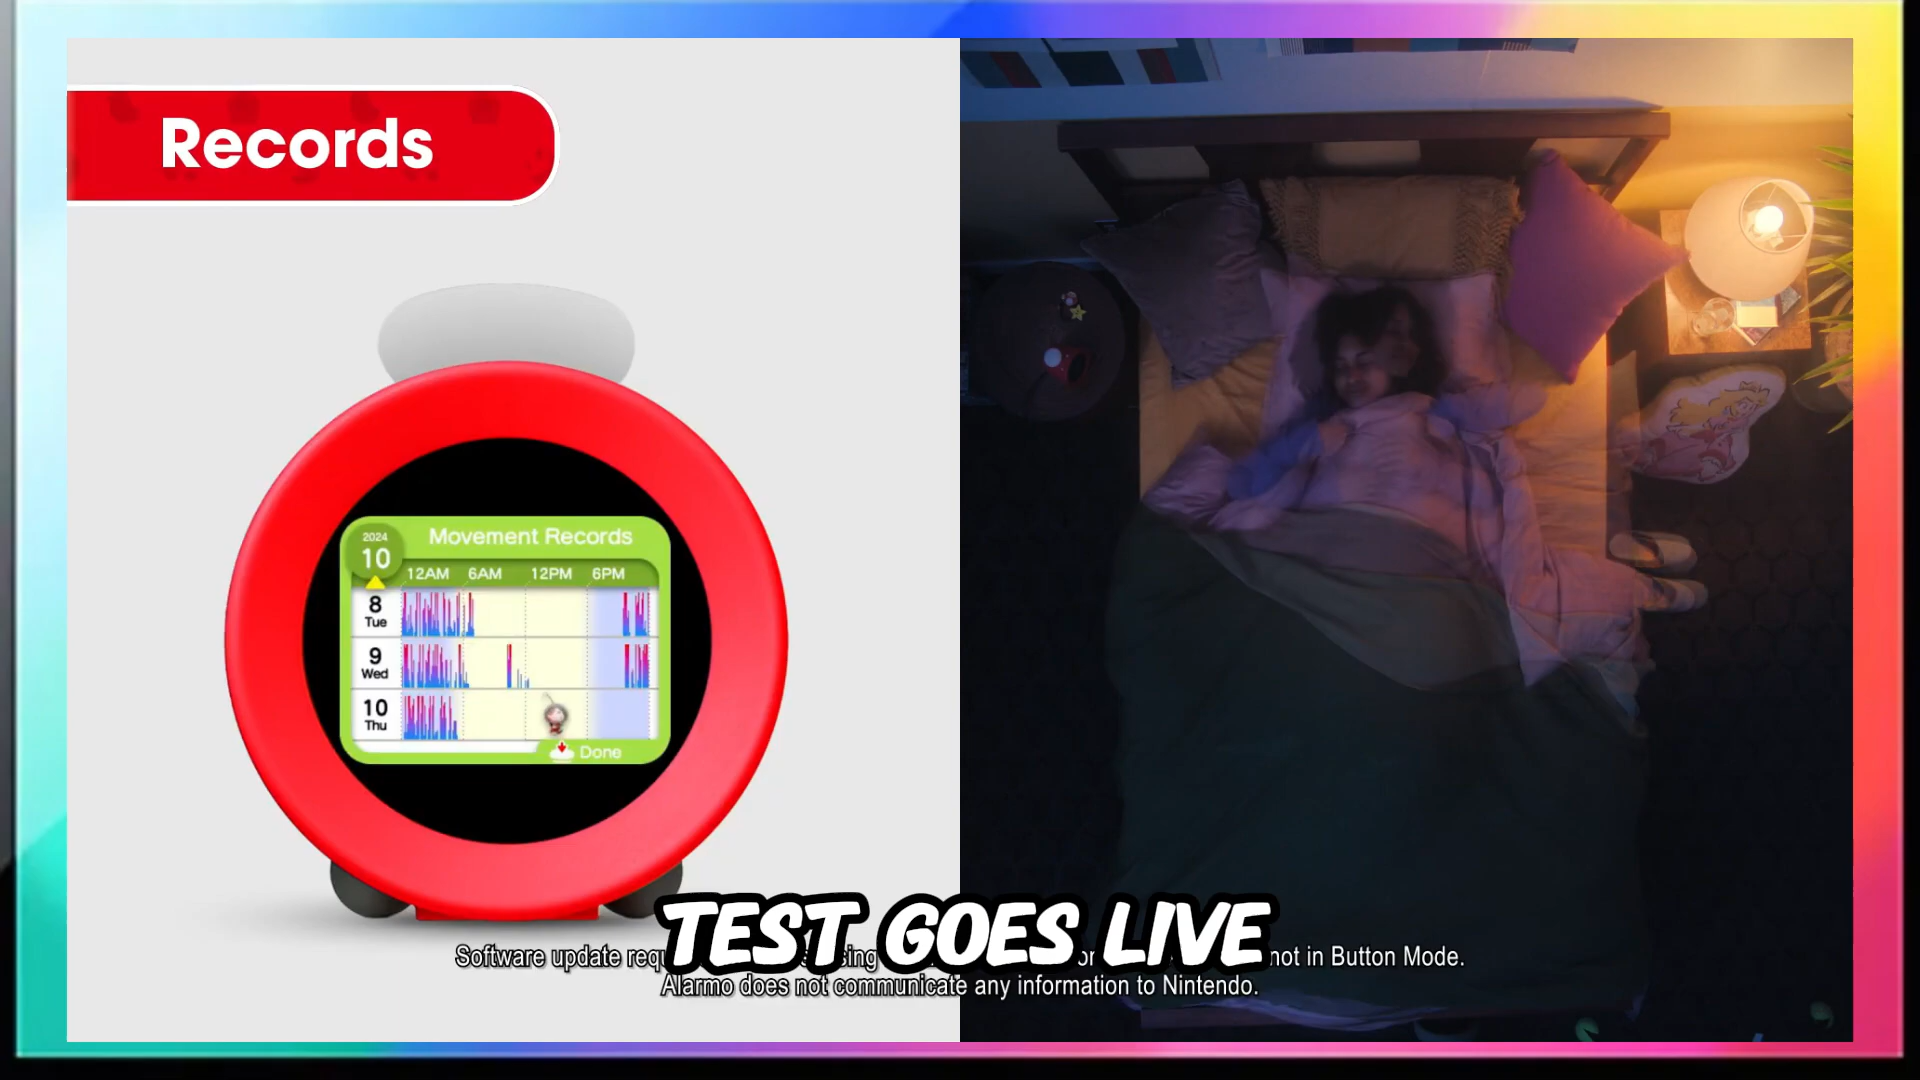 Records
2024
10
Movement Records
12AM 6AM 12PM 6PM
8
Tue
9
Wed
10
Thu
Done
TEST GOES LIVE
Software update not in Button Mode.
Alarmo does not communicate any information to Nintendo.